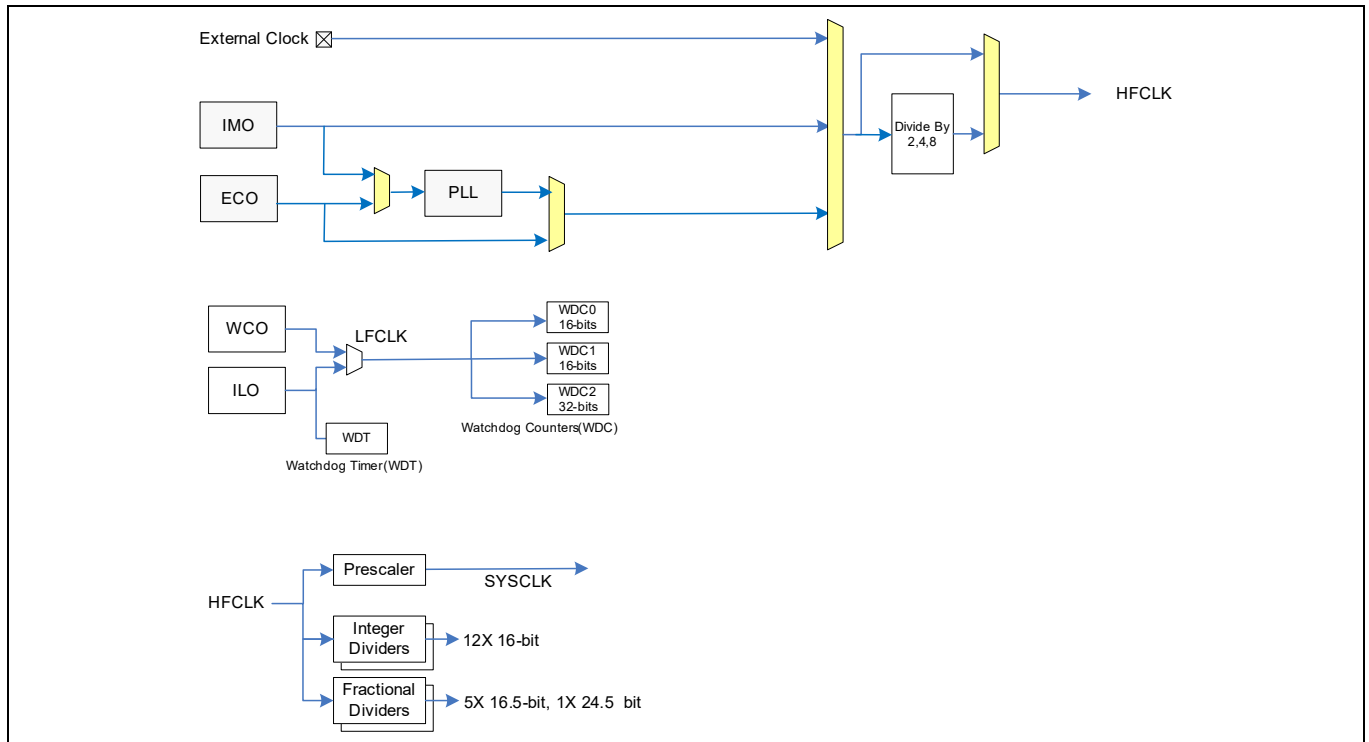 External Clock
IMO
ECO
PLL
Divide By
2,4,8
HFCLK
WCO
ILO
LFCLK
WDC0
16-bits
WDC1
16-bits
WDC2
32-bits
Watchdog Counters(WDC)
WDT
Watchdog Timer(WDT)
HFCLK
Prescaler
SYSCLK
Integer
Dividers
12X 16-bit
Fractional
Dividers
5X 16.5-bit, 1X 24.5 bit